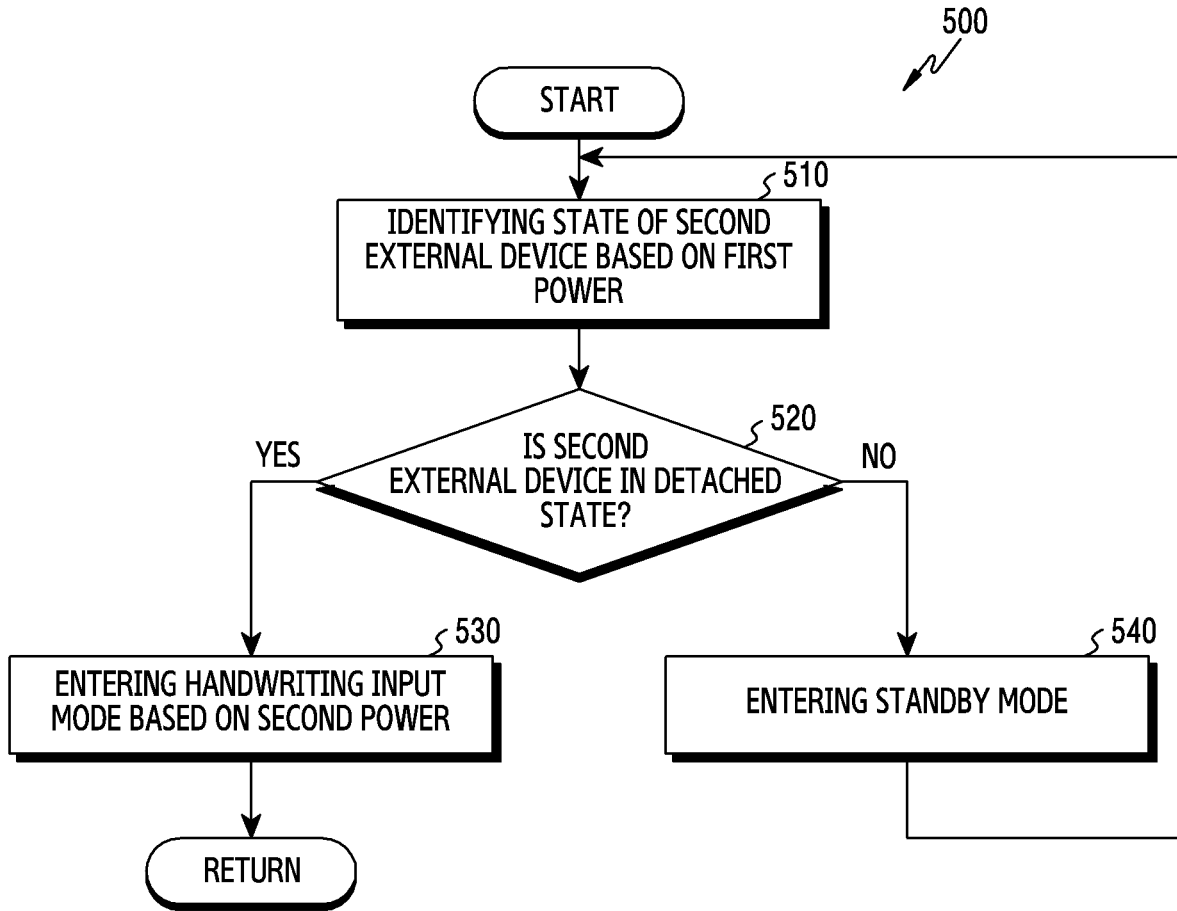 500
START
510
IDENTIFYING STATE OF SECOND
EXTERNAL DEVICE BASED ON FIRST
POWER
520
IS SECOND
EXTERNAL DEVICE IN DETACHED
STATE?
YES
NO
530
ENTERING HANDWRITING INPUT
MODE BASED ON SECOND POWER
540
ENTERING STANDBY MODE
RETURN